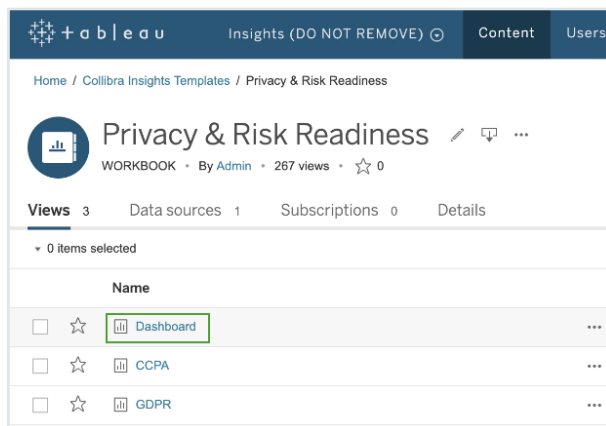 + a b | e a u Insights (DO NOT REMOVE) Content Users
Home / Collibra Insights Templates / Privacy & Risk Readiness
Privacy & Risk Readiness
WORKBOOK • By Admin • 267 views • 0
Views 3 Data sources 1 Subscriptions 0 Details
0 items selected
Name
Dashboard
CCPA
GDPR